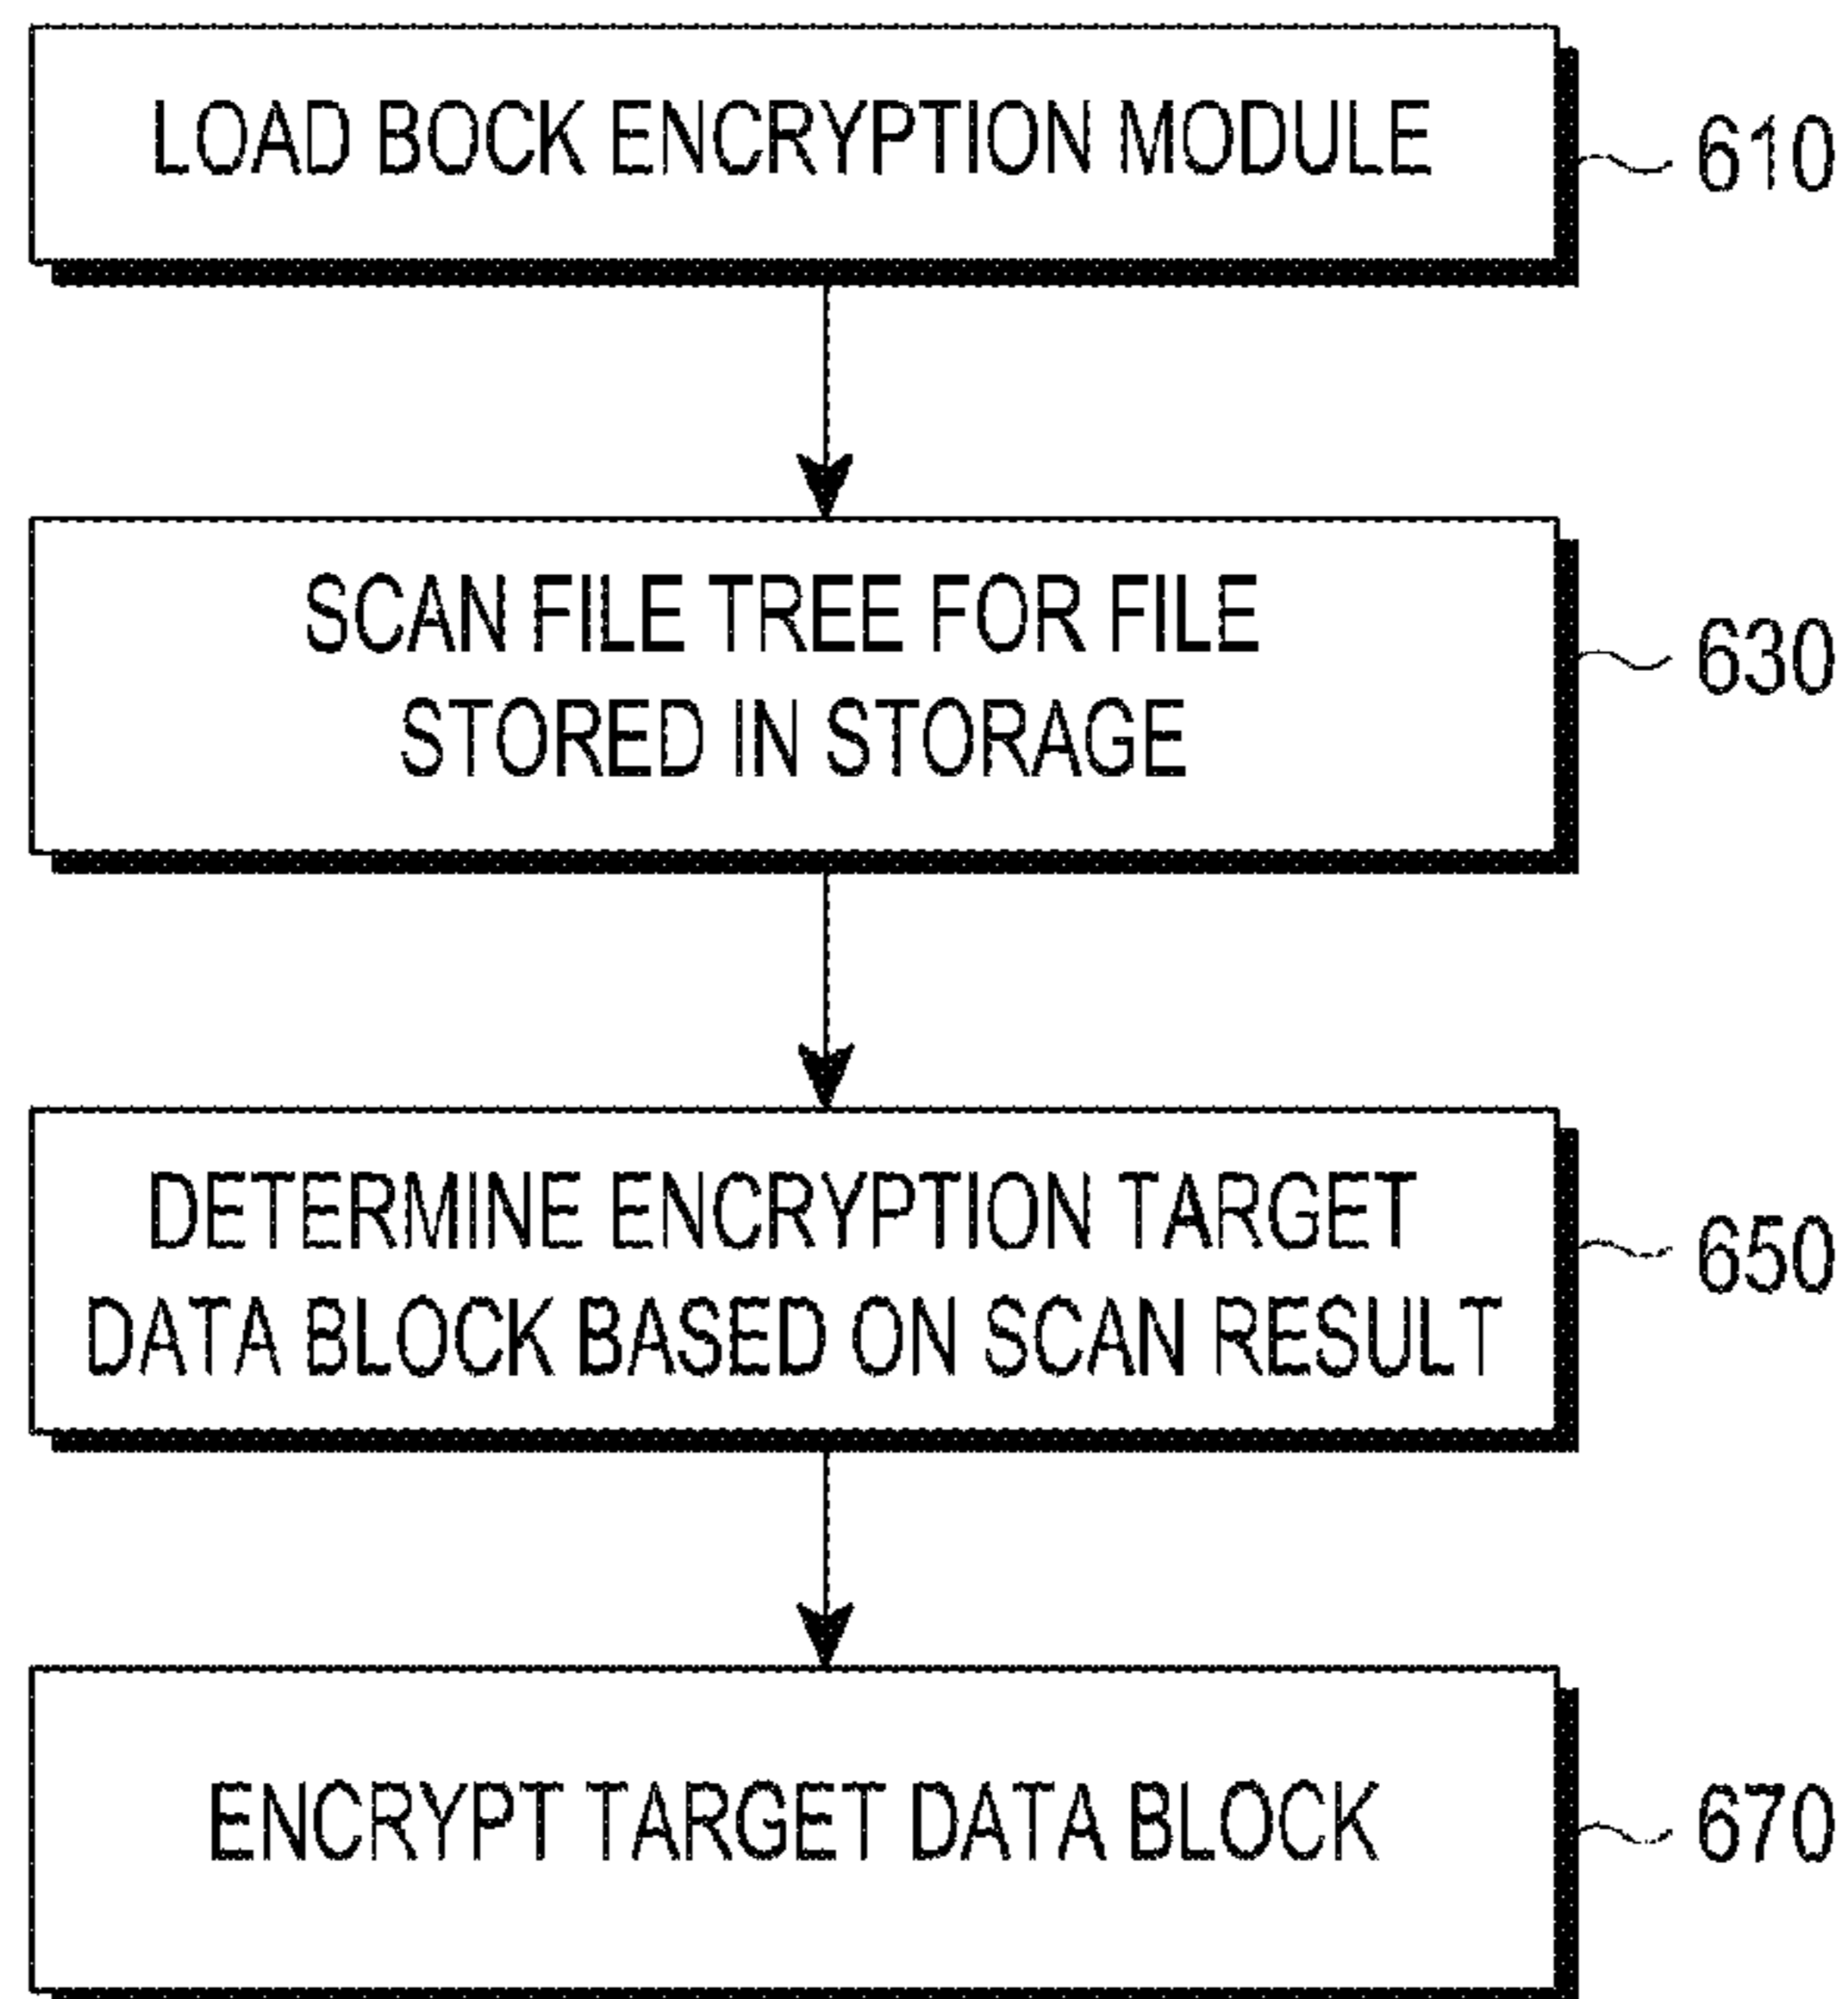 LOAD BOCK ENCRYPTION MODULE
610
SCAN FILE TREE FOR FILE
STORED IN STORAGE
630
DETERMINE ENCRYPTION TARGET
DATA BLOCK BASED ON SCAN RESULT
650
ENCRYPT TARGET DATA BLOCK
670